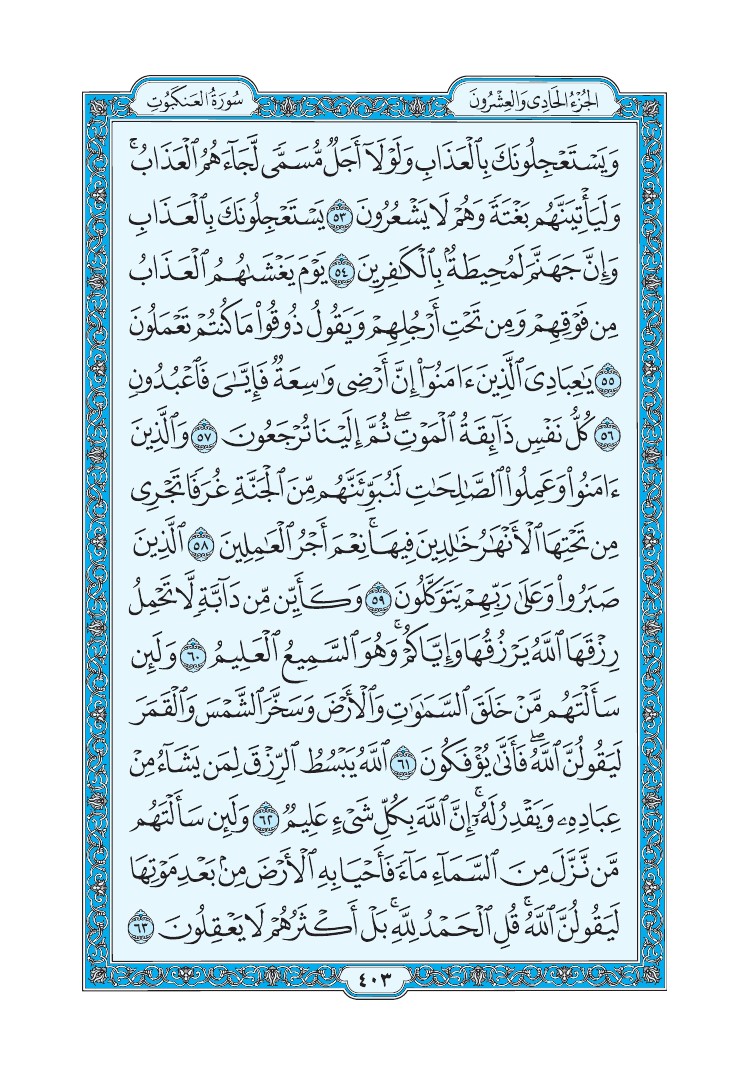 الجُزْءُ الحَادِي وَالعِشْرُونَ
سُورَةُ العَنكَبُوتِ
وَيَسْتَعْجِلُونَكَ بِٱلْعَذَابِ وَلَوْلَآ أَجَلٌ مُّسَمًّى لَّجَآءَهُمُ ٱلْعَذَابُۚ
وَلَيَأْتِيَنَّهُم بَغْتَةً وَهُمْ لَا يَشْعُرُونَ ٥٣ يَسْتَعْجِلُونَكَ بِٱلْعَذَابِ
وَإِنَّ جَهَنَّمَ لَمُحِيطَةٌۢ بِٱلْكَٰفِرِينَ ٥٤ يَوْمَ يَغْشَىٰهُمُ ٱلْعَذَابُ
مِن فَوْقِهِمْ وَمِن تَحْتِ أَرْجُلِهِمْ وَيَقُولُ ذُوقُوا۟ مَا كُنتُمْ تَعْمَلُونَ
٥٥ يَٰعِبَادِىَ ٱلَّذِينَ ءَامَنُوٓا۟ إِنَّ أَرْضِى وَٰسِعَةٌ فَإِيَّٰىَ فَٱعْبُدُونِ
٥٦ كُلُّ نَفْسٍ ذَآئِقَةُ ٱلْمَوْتِۖ ثُمَّ إِلَيْنَا تُرْجَعُونَ ٥٧ وَٱلَّذِينَ
ءَامَنُوا۟ وَعَمِلُوا۟ ٱلصَّٰلِحَٰتِ لَنُبَوِّئَنَّهُم مِّنَ ٱلْجَنَّةِ غُرَفًا تَجْرِى
مِن تَحْتِهَا ٱلْأَنْهَٰرُ خَٰلِدِينَ فِيهَاۚ نِعْمَ أَجْرُ ٱلْعَٰمِلِينَ ٥٨ ٱلَّذِينَ
صَبَرُوا۟ وَعَلَىٰ رَبِّهِمْ يَتَوَكَّلُونَ ٥٩ وَكَأَيِّن مِّن دَآبَّةٍ لَّا تَحْمِلُ
رِزْقَهَا ٱللَّهُ يَرْزُقُهَا وَإِيَّاكُمْۚ وَهُوَ ٱلسَّمِيعُ ٱلْعَلِيمُ ٦٠ وَلَئِن
سَأَلْتَهُم مَّنْ خَلَقَ ٱلسَّمَٰوَٰتِ وَٱلْأَرْضَ وَسَخَّرَ ٱلشَّمْسَ وَٱلْقَمَرَ
لَيَقُولُنَّ ٱللَّهُۖ فَأَنَّىٰ يُؤْفَكُونَ ٦١ ٱللَّهُ يَبْسُطُ ٱلرِّزْقَ لِمَن يَشَآءُ مِنْ
عِبَادِهِۦ وَيَقْدِرُ لَهُۥٓۚ إِنَّ ٱللَّهَ بِكُلِّ شَىْءٍ عَلِيمٌ ٦٢ وَلَئِن سَأَلْتَهُم
مَّن نَّزَّلَ مِنَ ٱلسَّمَآءِ مَآءً فَأَحْيَا بِهِ ٱلْأَرْضَ مِنۢ بَعْدِ مَوْتِهَا
لَيَقُولُنَّ ٱللَّهُۚ قُلِ ٱلْحَمْدُ لِلَّهِۚ بَلْ أَكْثَرُهُمْ لَا يَعْقِلُونَ ٦٣
٤٠٣